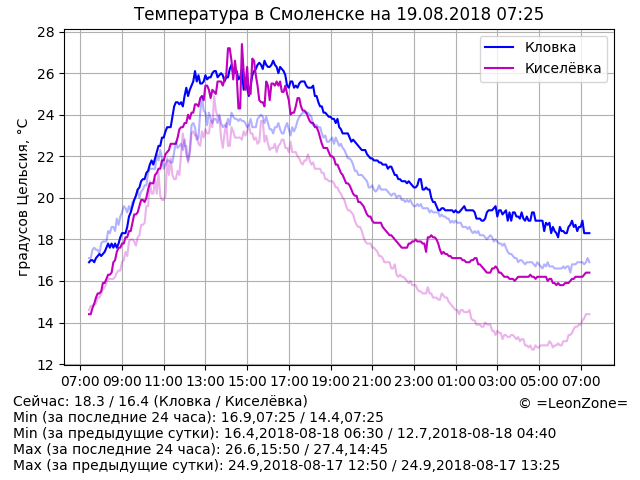 Температура в Смоленске на 19.08.2018 07:25
Кловка
Киселёвка
градусов Цельсия, °C
28
26
24
22
20
18
16
14
12
07:00 09:00 11:00 13:00 15:00 17:00 19:00 21:00 23:00 01:00 03:00 05:00 07:00
Сейчас: 18.3 / 16.4 (Кловка / Киселёвка)
© =LeonZone=
Min (за последние 24 часа): 16.9,07:25 / 14.4,07:25
Min (за предыдущие сутки): 16.4,2018-08-18 06:30 / 12.7,2018-08-18 04:40
Max (за последние 24 часа): 26.6,15:50 / 27.4,14:45
Max (за предыдущие сутки): 24.9,2018-08-17 12:50 / 24.9,2018-08-17 13:25